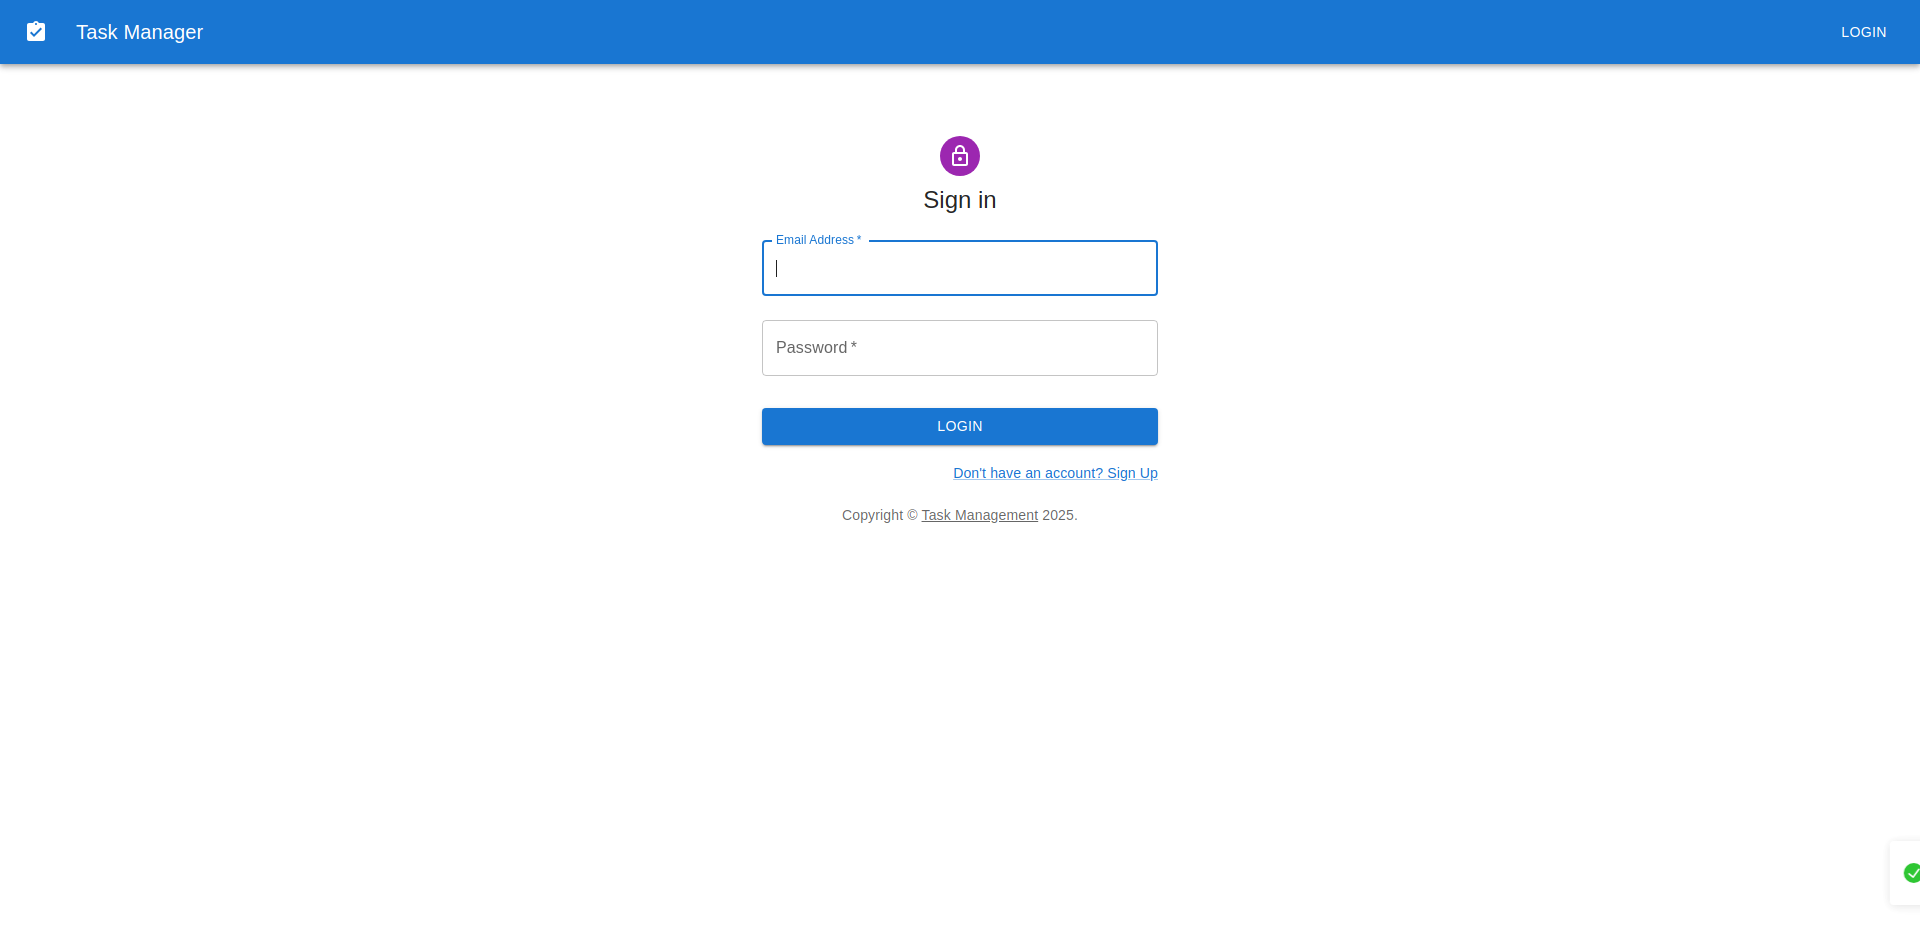 Task Manager
LOGIN
Sign in
Email Address *
Password *
LOGIN
Don't have an account? Sign Up
Copyright © Task Management 2025.